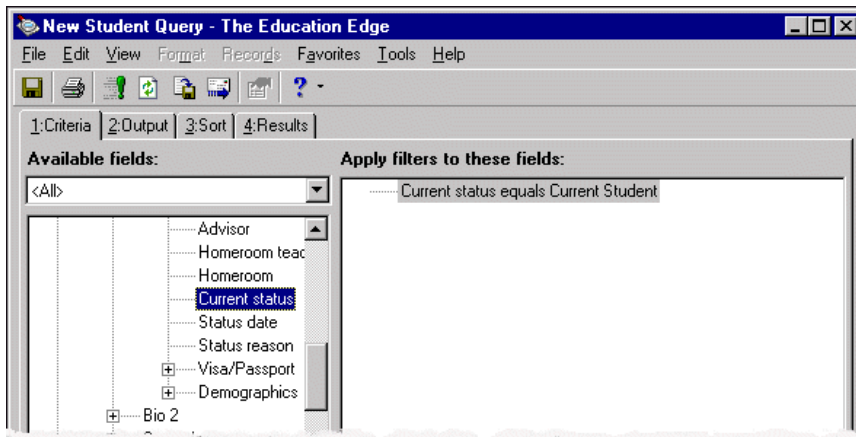 New Student Query - The Education Edge
File Edit View Format Records Favorites Tools Help
1:Criteria 2:Output 3:Sort 4:Results
Available fields:
<All>
Advisor
Homeroom teac
Homeroom
Current status
Status date
Status reason
Visa/Passport
Demographics
Bio 2
Apply filters to these fields:
Current status equals Current Student